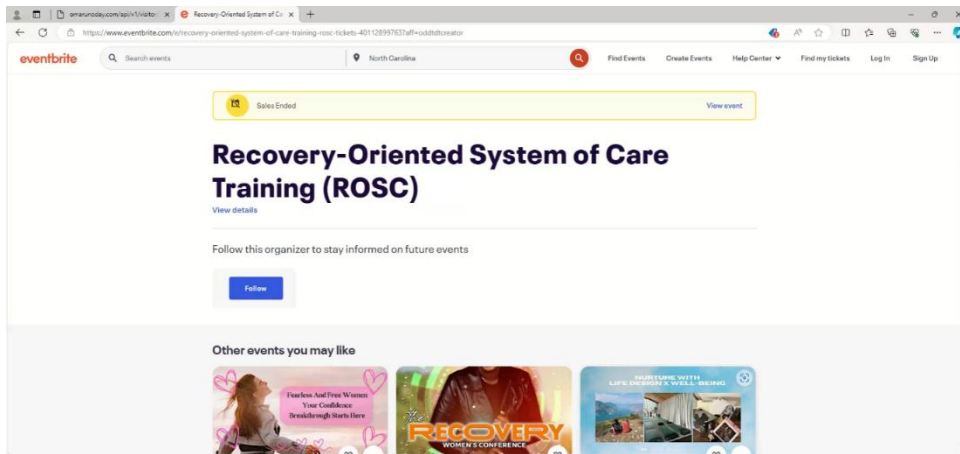 omarunoday.com/api/v1/visitor
Recovery-Oriented System of Ca
https://www.eventbrite.com/e/recovery-oriented-system-of-care-training-rosc-tickets-401128997637?aff=oddtdtcreator
eventbrite
Search events
North Carolina
Find Events
Create Events
Help Center
Find my tickets
Log In
Sign Up
Sales Ended
View event
Recovery-Oriented System of Care
Training (ROSC)
View details
Follow this organizer to stay informed on future events
Follow
Other events you may like
Fearless And Free Women
Your Confidence
Breakthrough Starts Here
the
RECOVERY
WOMEN'S CONFERENCE
NURTURE WITH
LIFE DESIGN X WELL-BEING